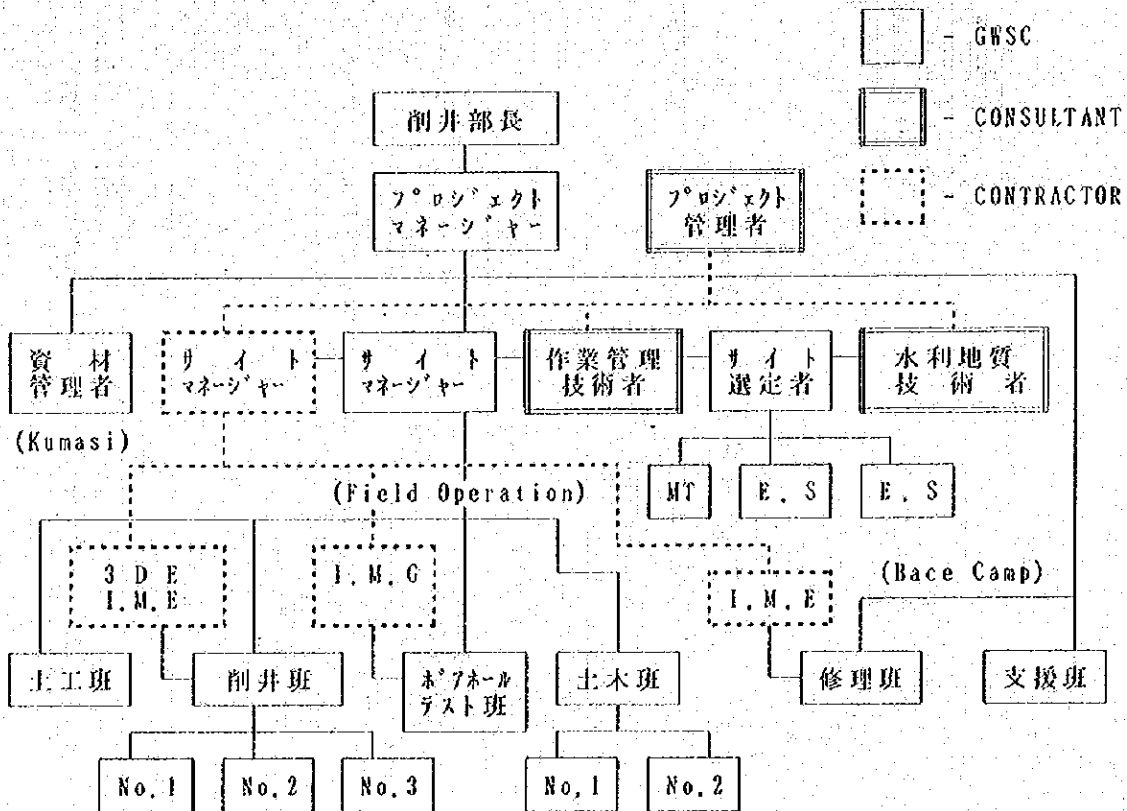 - GWSC
- CONSULTANT
- CONTRACTOR
削井部長
プロジェクト
マネージャー
プロジェクト
管理者
資材
管理者
サイト
マネージャー
サイト
マネージャー
作業管理
技術者
サイト
選定者
水利地質
技術者
(Kumasi)
(Field Operation)
MT
E.S
E.S
3DE
I.M.E
I.M.G
I.M.E
(Bace Camp)
土工班
削井班
ボアホール
テスト班
土木班
修理班
支援班
No.1
No.2
No.3
No.1
No.2